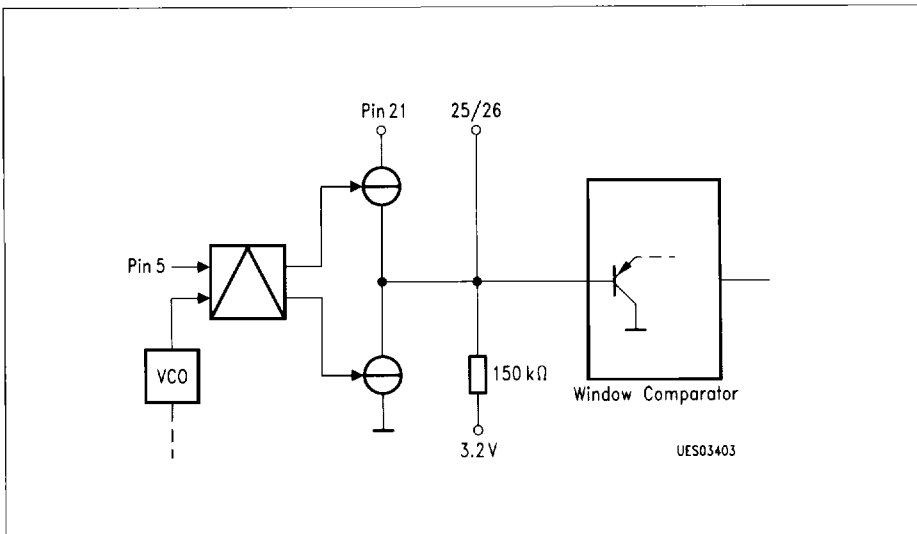 Pin 21
25/26
Pin 5
VCO
150 kΩ
3.2 V
Window Comparator
UES03403